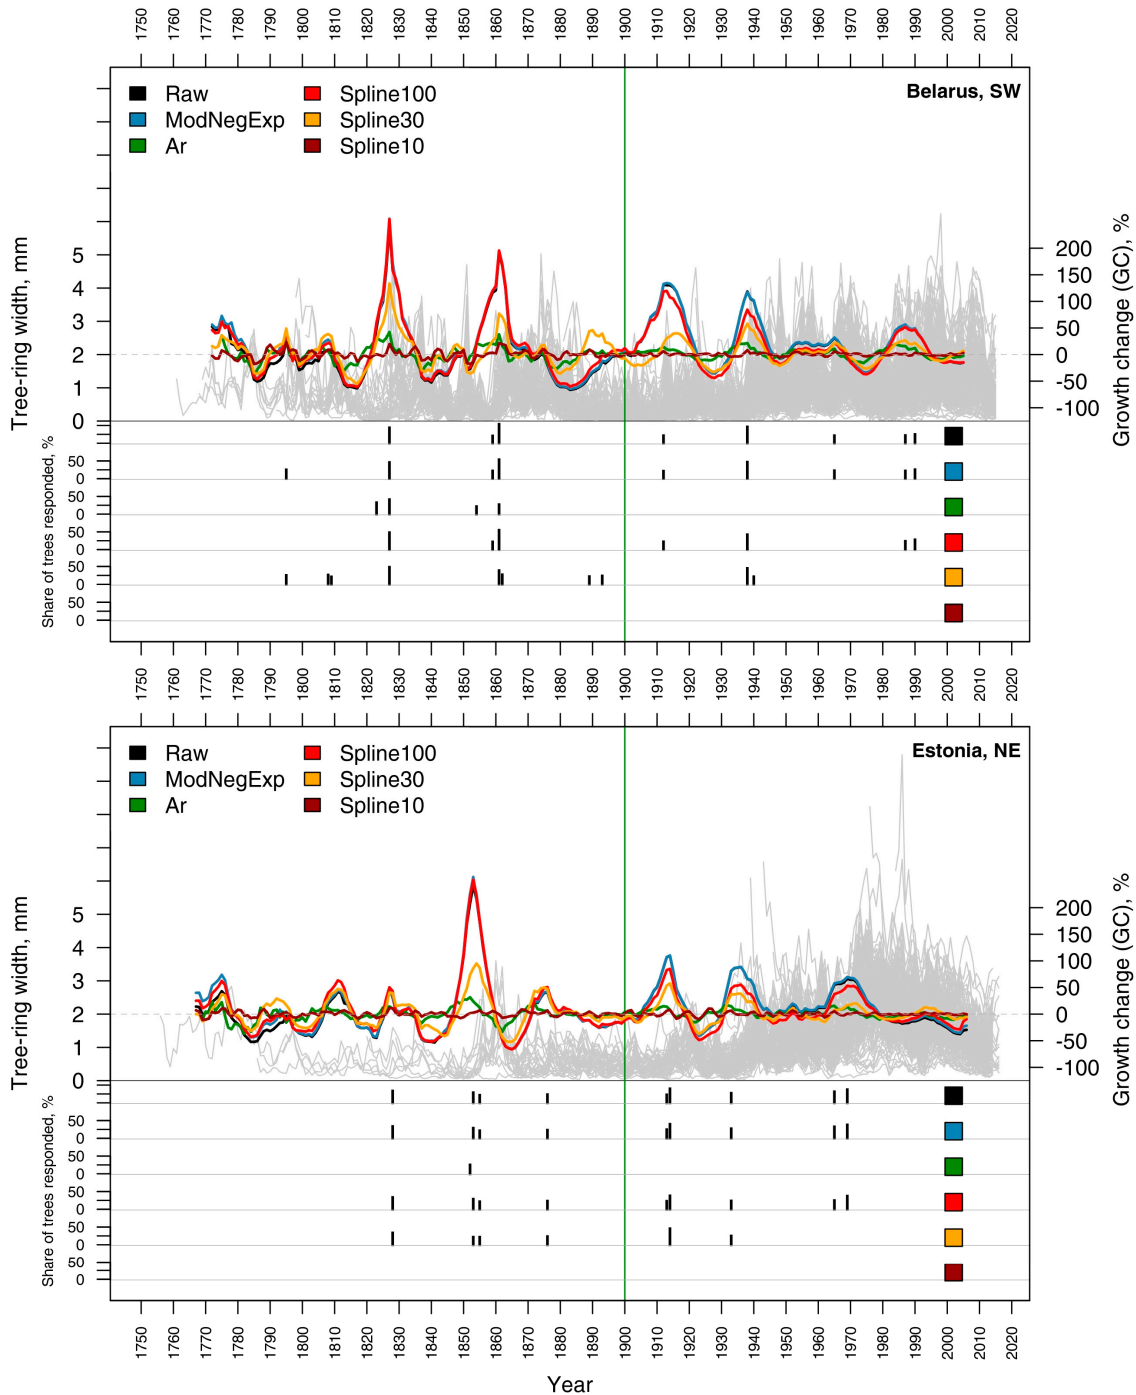 1750 1760 1770 1780 1790 1800 1810 1820 1830 1840 1850 1860 1870 1880 1890 1900 1910 1920 1930 1940 1950 1960 1970 1980 1990 2000 2010 2020
Belarus, SW
Raw Spline100
ModNegExp Spline30
Ar Spline10
Tree-ring width, mm
5
4
3
2
1
0
Growth change (GC), %
200
150
100
50
0
-50
-100
Share of trees responded, %
50
0
50
0
50
0
50
0
50
0
1750 1760 1770 1780 1790 1800 1810 1820 1830 1840 1850 1860 1870 1880 1890 1900 1910 1920 1930 1940 1950 1960 1970 1980 1990 2000 2010 2020
Estonia, NE
Raw Spline100
ModNegExp Spline30
Ar Spline10
Tree-ring width, mm
5
4
3
2
1
0
Growth change (GC), %
200
150
100
50
0
-50
-100
Share of trees responded, %
50
0
50
0
50
0
50
0
50
0
1750 1760 1770 1780 1790 1800 1810 1820 1830 1840 1850 1860 1870 1880 1890 1900 1910 1920 1930 1940 1950 1960 1970 1980 1990 2000 2010 2020
Year